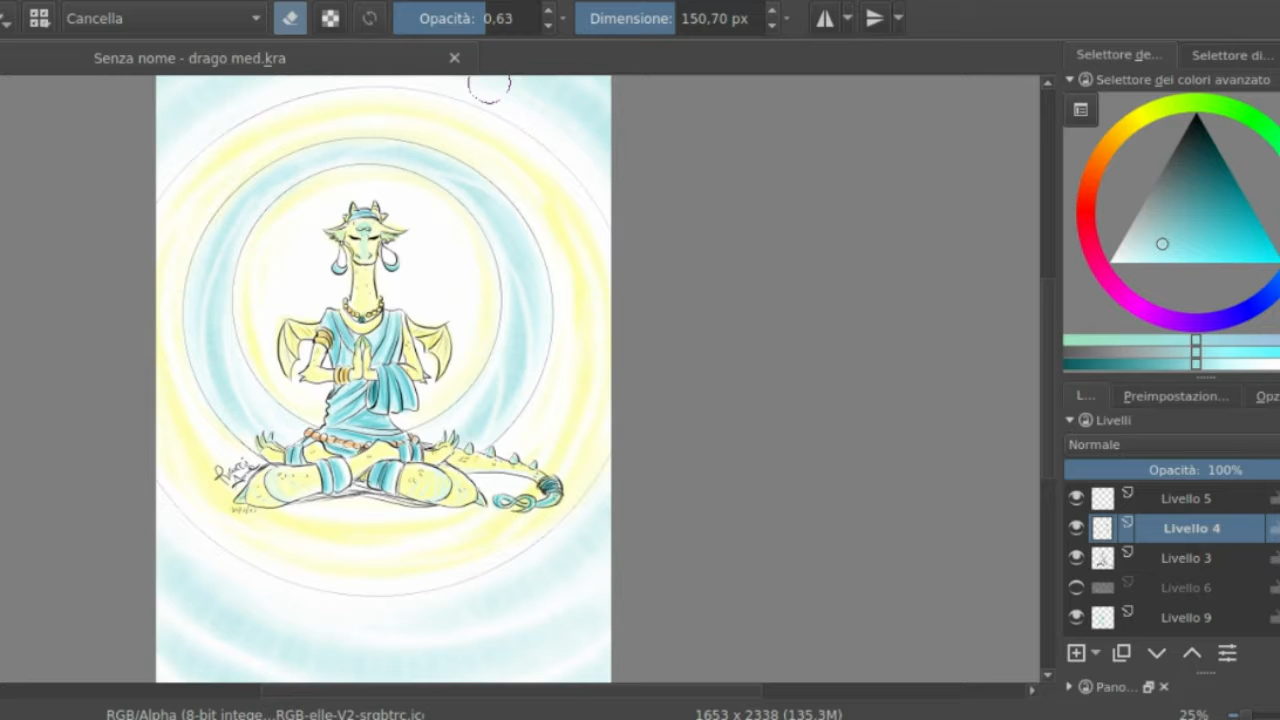 Cancella
Opacità: 0,63
Dimensione: 150,70 px
Senza nome - drago med.kra
Selettore de...
Selettore di...
Selettore dei colori avanzato
L...
Preimpostazion...
Opz
Livelli
Normale
Opacità: 100%
Livello 5
Livello 4
Livello 3
Livello 6
Livello 9
Pano...
RGB/Alpha (8-bit intege...RGB-elle-V2-srgbtrc.ic
1653 x 2338 (135,3M)
25%